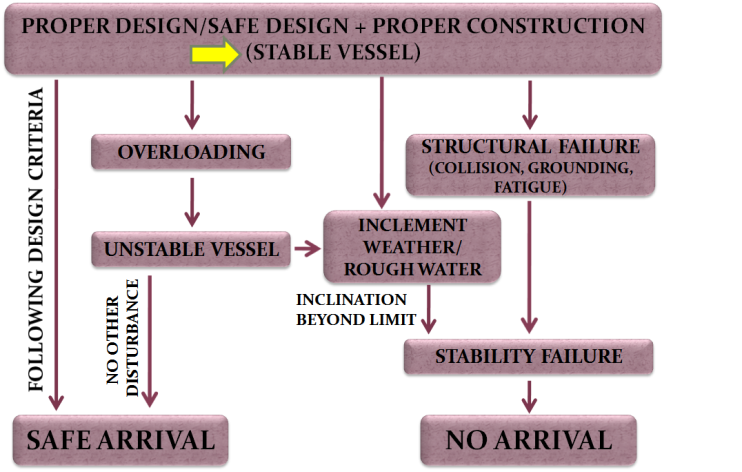 PROPER DESIGN/SAFE DESIGN + PROPER CONSTRUCTION
(STABLE VESSEL)
FOLLOWING DESIGN CRITERIA
OVERLOADING
STRUCTURAL FAILURE
(COLLISION, GROUNDING,
FATIGUE)
UNSTABLE VESSEL
INCLEMENT
WEATHER/
ROUGH WATER
NO OTHER
DISTURBANCE
INCLINATION
BEYOND LIMIT
STABILITY FAILURE
SAFE ARRIVAL
NO ARRIVAL